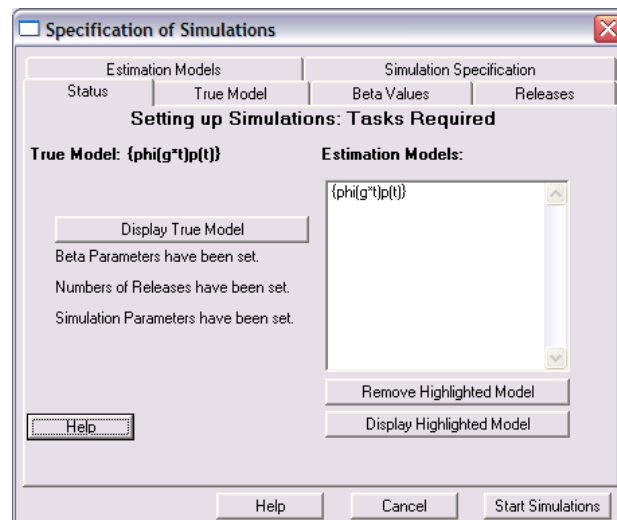 Specification of Simulations
Estimation Models
Simulation Specification
Status
True Model
Beta Values
Releases
Setting up Simulations: Tasks Required
True Model: {phi(g*t)p(t)}
Estimation Models:
{phi(g*t)p(t)}
Display True Model
Beta Parameters have been set.
Numbers of Releases have been set.
Simulation Parameters have been set.
Remove Highlighted Model
Display Highlighted Model
Help
Help
Cancel
Start Simulations